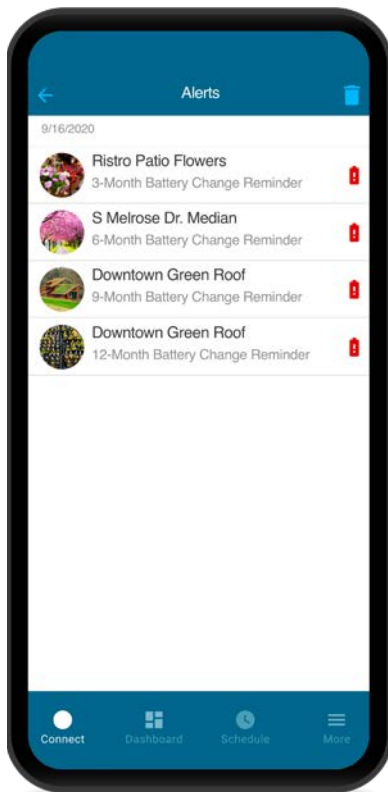 Alerts
9/16/2020
Ristro Patio Flowers
3-Month Battery Change Reminder
S Melrose Dr. Median
6-Month Battery Change Reminder
Downtown Green Roof
9-Month Battery Change Reminder
Downtown Green Roof
12-Month Battery Change Reminder
Connect
Dashboard
Schedule
More